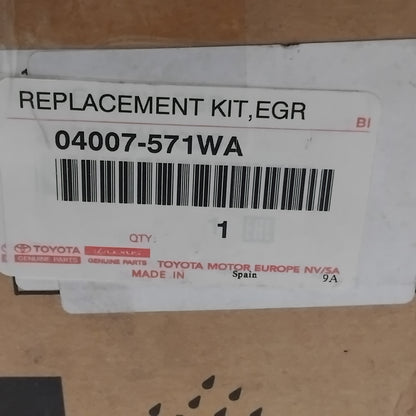 REPLACEMENT KIT,EGR
BI
04007-571WA
QTY. 1
TOYOTA
GENUINE PARTS
LEXUS
GENUINE PARTS
TOYOTA MOTOR EUROPE NV/SA
MADE IN Spain 9A